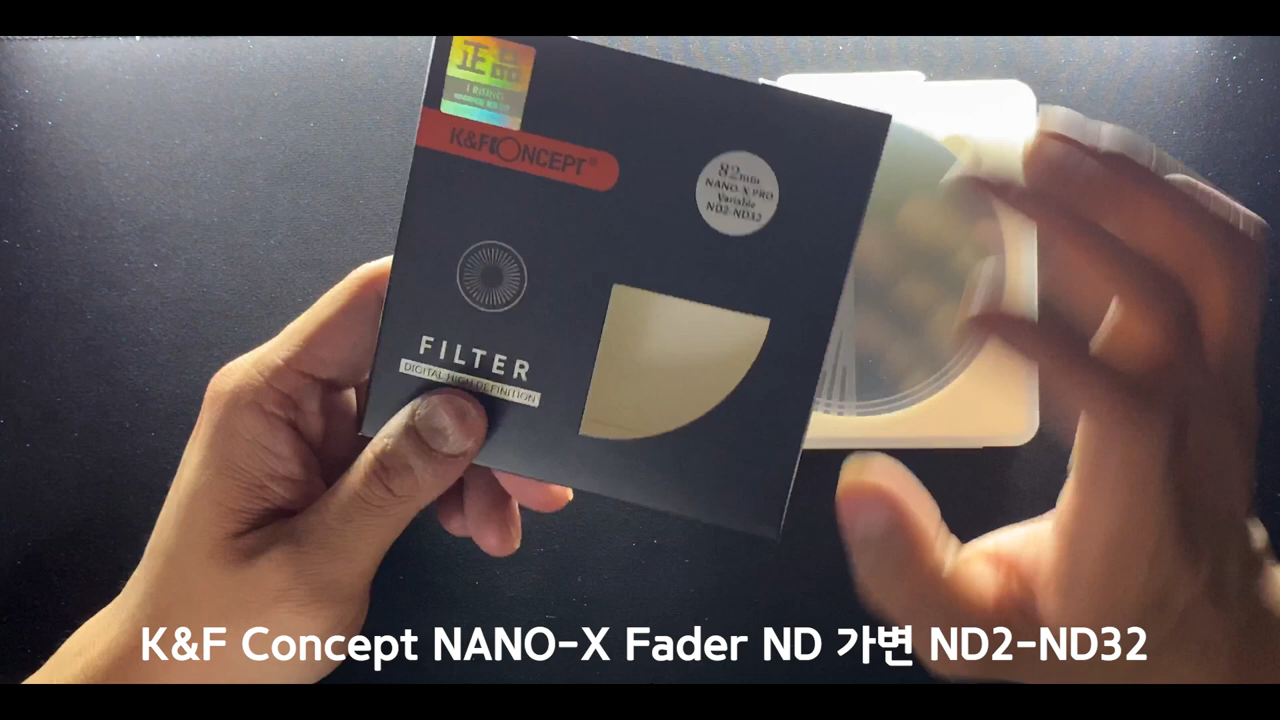 正品
K&F CONCEPT®
82mm
NANO-X PRO
Variable
ND2-ND32
FILTER
DIGITAL HIGH DEFINITION
K&F Concept NANO-X Fader ND 가변 ND2-ND32